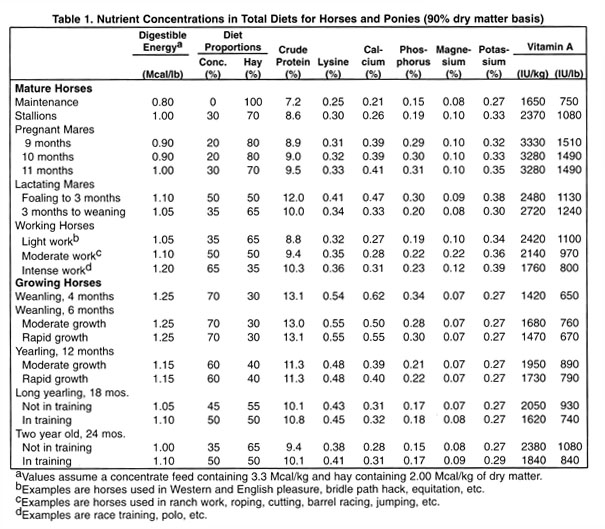 Table 1. Nutrient Concentrations in Total Diets for Horses and Ponies (90% dry matter basis)
Digestible Energyᵃ Diet Proportions Crude Protein Lysine Cal-cium Phos-phorus Magne-sium Potas-sium Vitamin A
Conc. Hay
(Mcal/lb) (%) (%) (%) (%) (%) (%) (%) (%) (IU/kg) (IU/lb)
Mature Horses
Maintenance 0.80 0 100 7.2 0.25 0.21 0.15 0.08 0.27 1650 750
Stallions 1.00 30 70 8.6 0.30 0.26 0.19 0.10 0.33 2370 1080
Pregnant Mares
9 months 0.90 20 80 8.9 0.31 0.39 0.29 0.10 0.32 3330 1510
10 months 0.90 20 80 9.0 0.32 0.39 0.30 0.10 0.33 3280 1490
11 months 1.00 30 70 9.5 0.33 0.41 0.31 0.10 0.35 3280 1490
Lactating Mares
Foaling to 3 months 1.10 50 50 12.0 0.41 0.47 0.30 0.09 0.38 2480 1130
3 months to weaning 1.05 35 65 10.0 0.34 0.33 0.20 0.08 0.30 2720 1240
Working Horses
Light workᵇ 1.05 35 65 8.8 0.32 0.27 0.19 0.10 0.34 2420 1100
Moderate workᶜ 1.10 50 50 9.4 0.35 0.28 0.22 0.22 0.36 2140 970
Intense workᵈ 1.20 65 35 10.3 0.36 0.31 0.23 0.12 0.39 1760 800
Growing Horses
Weanling, 4 months 1.25 70 30 13.1 0.54 0.62 0.34 0.07 0.27 1420 650
Weanling, 6 months
Moderate growth 1.25 70 30 13.0 0.55 0.50 0.28 0.07 0.27 1680 760
Rapid growth 1.25 70 30 13.1 0.55 0.55 0.30 0.07 0.27 1470 670
Yearling, 12 months
Moderate growth 1.15 60 40 11.3 0.48 0.39 0.21 0.07 0.27 1950 890
Rapid growth 1.15 60 40 11.3 0.48 0.40 0.22 0.07 0.27 1730 790
Long yearling, 18 mos.
Not in training 1.05 45 55 10.1 0.43 0.31 0.17 0.07 0.27 2050 930
In training 1.10 50 50 10.8 0.45 0.32 0.18 0.08 0.27 1620 740
Two year old, 24 mos.
Not in training 1.00 35 65 9.4 0.38 0.28 0.15 0.08 0.27 2380 1080
In training 1.10 50 50 10.1 0.41 0.31 0.17 0.09 0.29 1840 840
ᵃValues assume a concentrate feed containing 3.3 Mcal/kg and hay containing 2.00 Mcal/kg of dry matter.
ᵇExamples are horses used in Western and English pleasure, bridle path hack, equitation, etc.
ᶜExamples are horses used in ranch work, roping, cutting, barrel racing, jumping, etc.
ᵈExamples are race training, polo, etc.